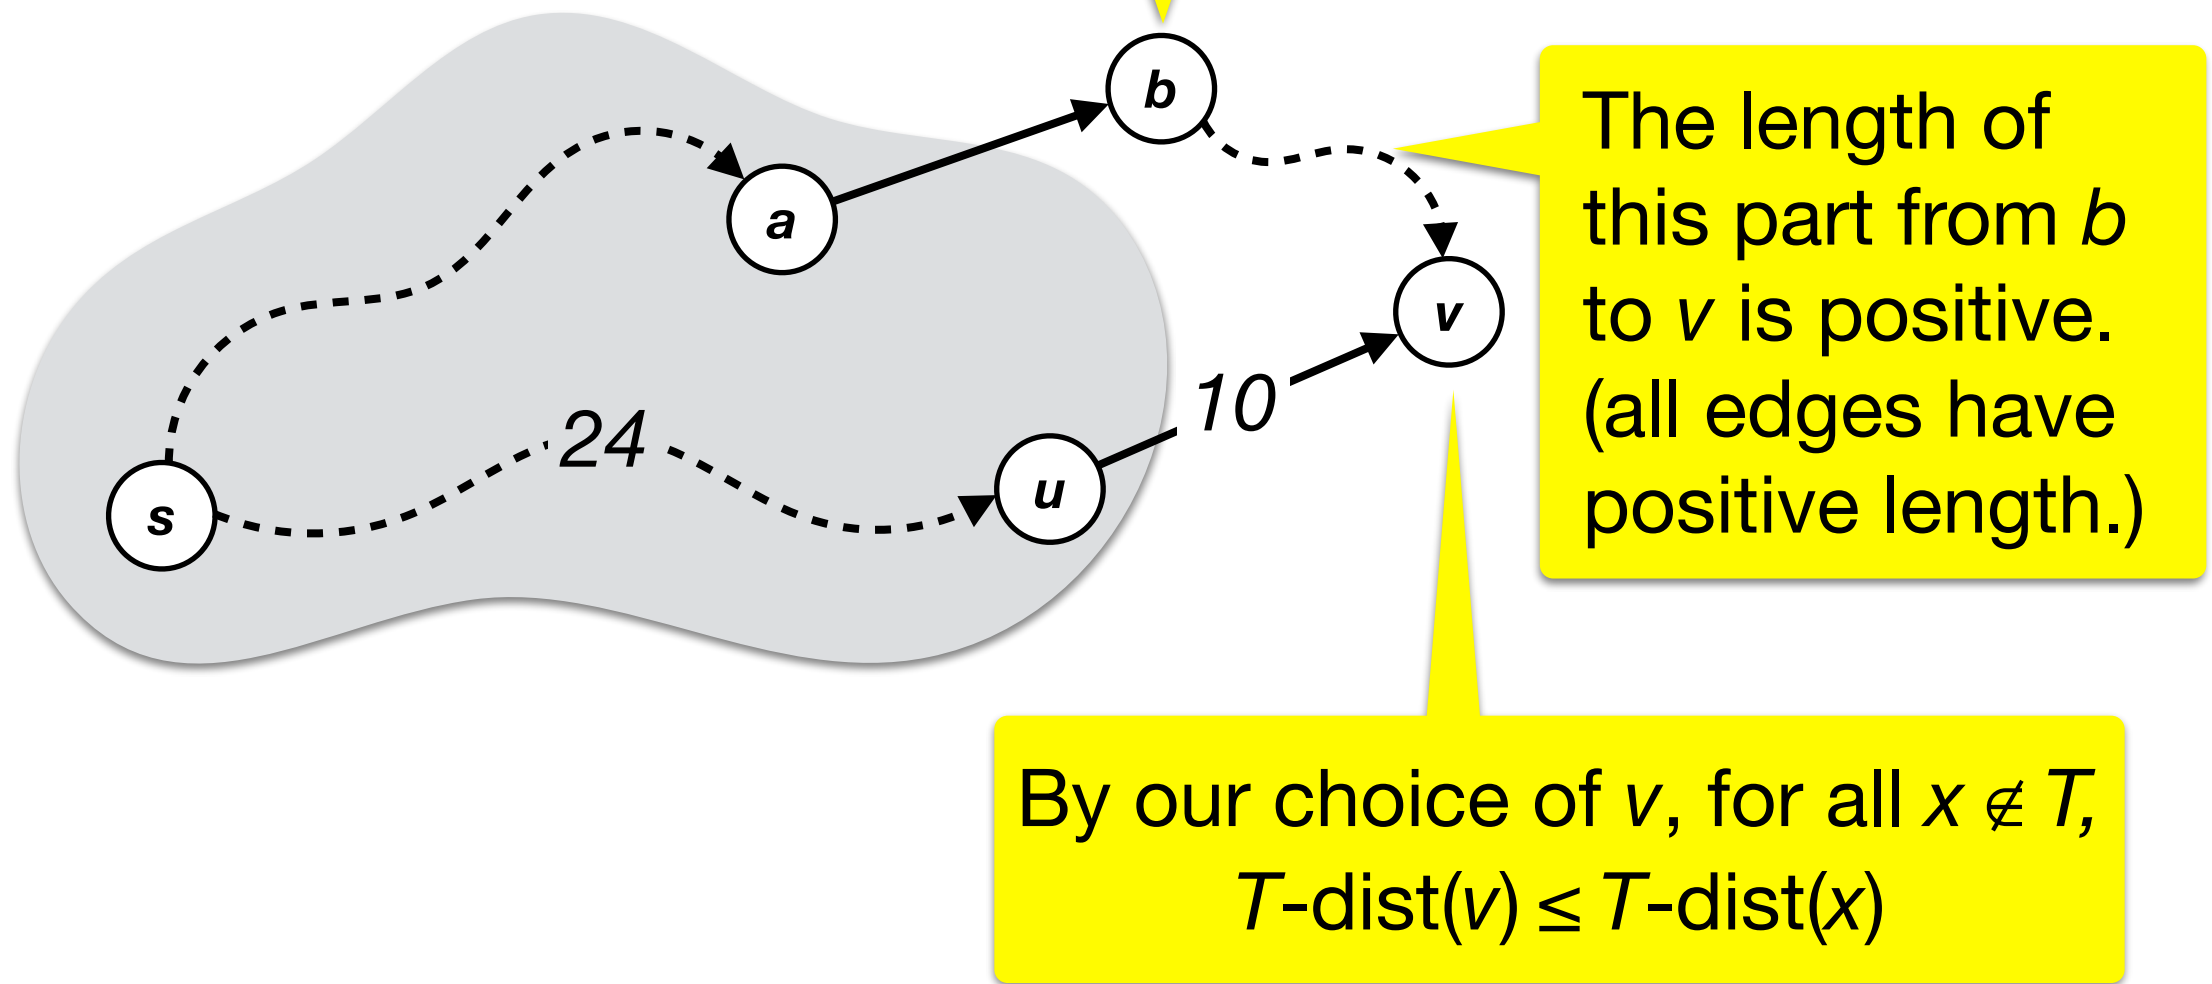 b
The length of
this part from b
to v is positive.
(all edges have
positive length.)
a
v
10
24
u
s
By our choice of v, for all x ∉ T,
T-dist(v) ≤ T-dist(x)